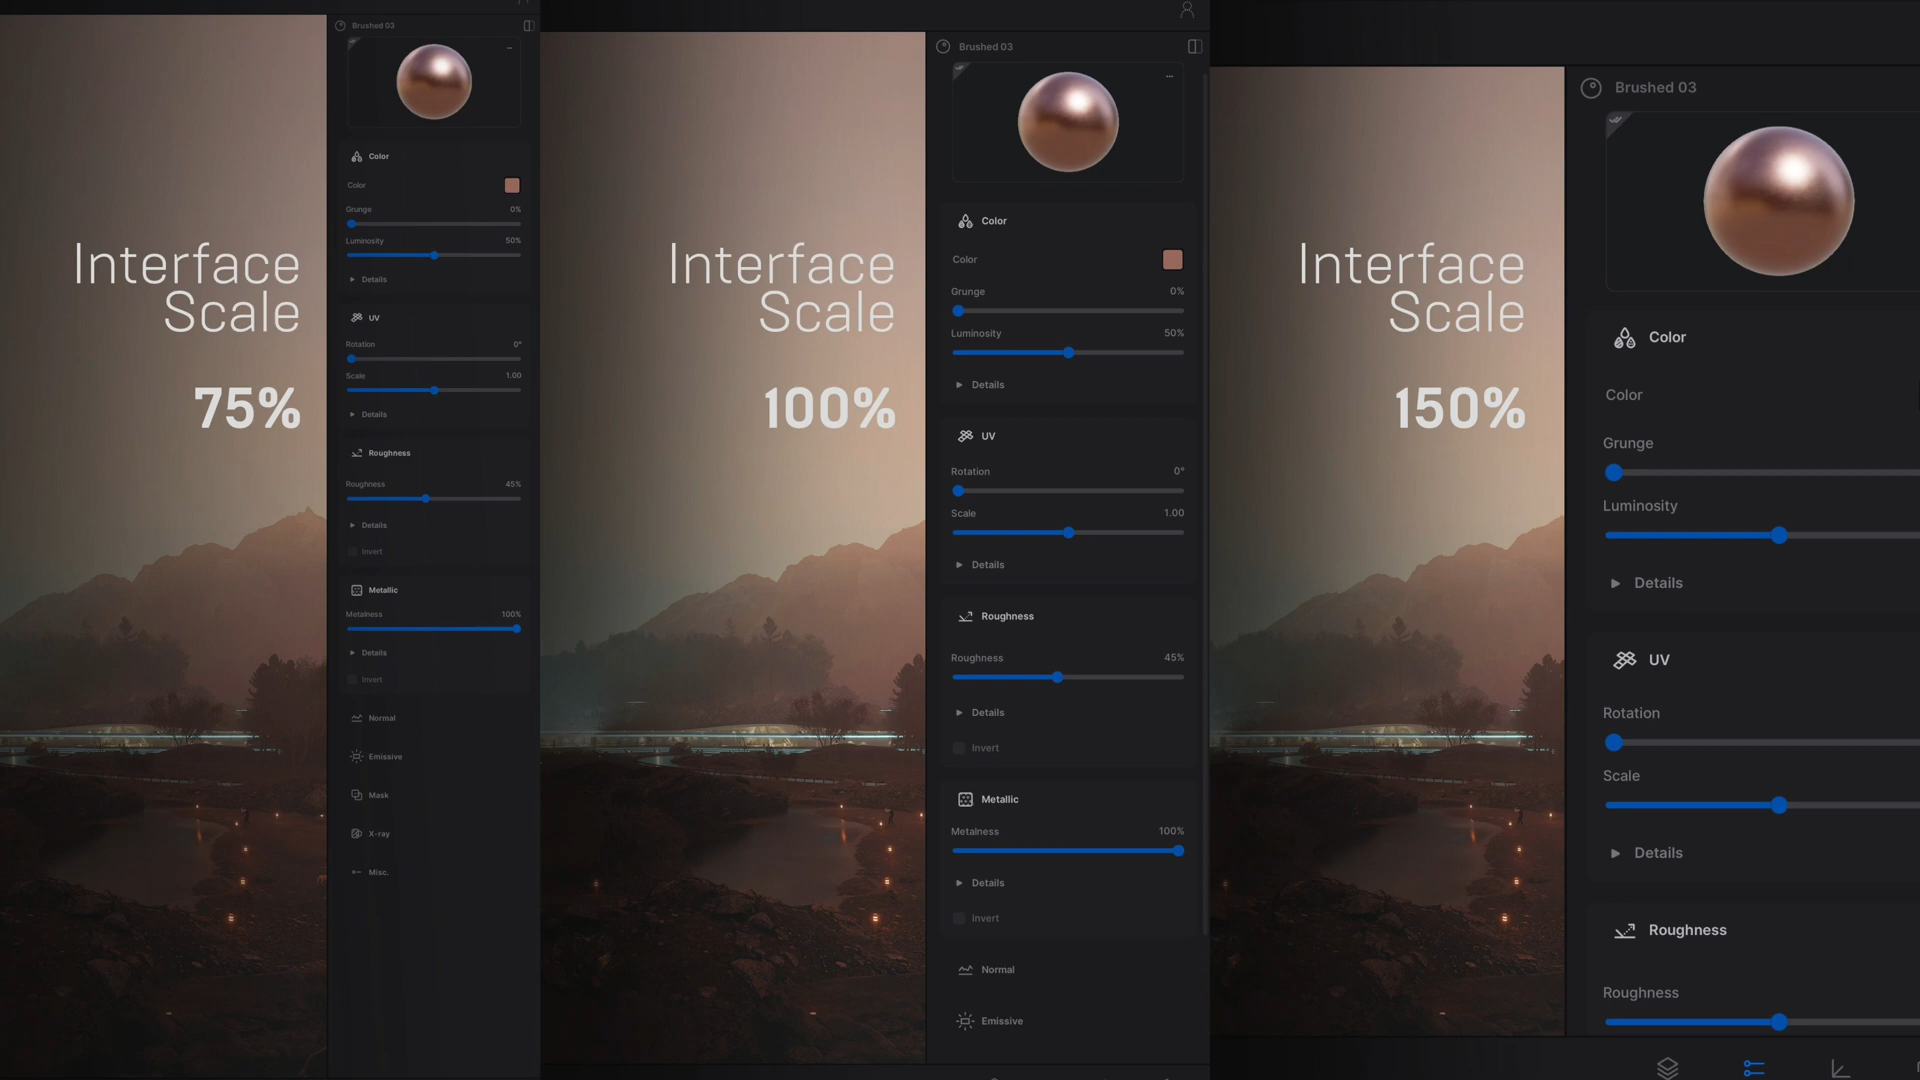 Interface
Scale
75%
Brushed 03
Color
Color
Grunge 0%
Luminosity 50%
Details
UV
Rotation 0°
Scale 1.00
Details
Roughness
Roughness 45%
Details
Invert
Metallic
Metalness 100%
Details
Invert
Normal
Emissive
Mask
X-ray
Misc.
Interface
Scale
100%
Brushed 03
Color
Color
Grunge 0%
Luminosity 50%
Details
UV
Rotation 0°
Scale 1.00
Details
Roughness
Roughness 45%
Details
Invert
Metallic
Metalness 100%
Details
Invert
Normal
Emissive
Interface
Scale
150%
Brushed 03
Color
Color
Grunge
Luminosity
Details
UV
Rotation
Scale
Details
Roughness
Roughness